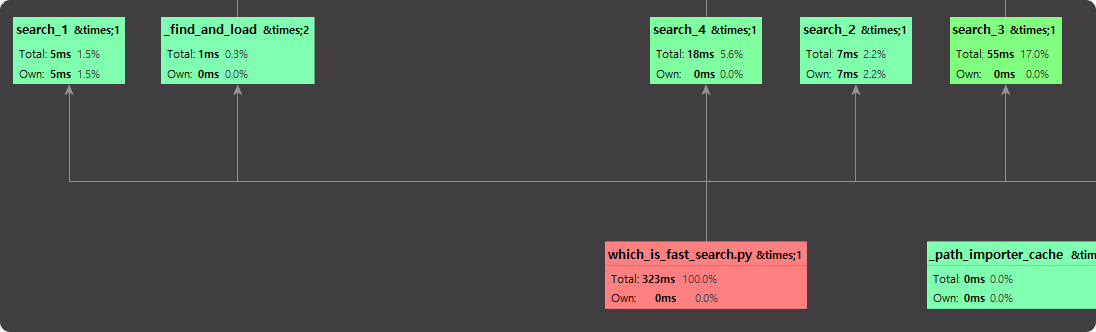 search_1 &times;1
Total: 5ms 1.5%
Own: 5ms 1.5%
_find_and_load &times;2
Total: 1ms 0.3%
Own: 0ms 0.0%
search_4 &times;1
Total: 18ms 5.6%
Own: 0ms 0.0%
search_2 &times;1
Total: 7ms 2.2%
Own: 7ms 2.2%
search_3 &times;1
Total: 55ms 17.0%
Own: 0ms 0.0%
which_is_fast_search.py &times;1
Total: 323ms 100.0%
Own: 0ms 0.0%
_path_importer_cache &tim
Total: 0ms 0.0%
Own: 0ms 0.0%